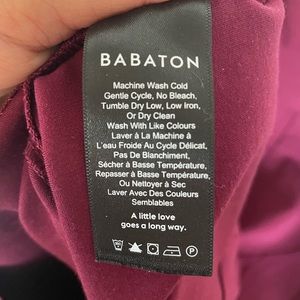 BABATON
Machine Wash Cold
Gentle Cycle, No Bleach,
Tumble Dry Low, Low Iron,
Or Dry Clean
Wash With Like Colours
Laver À La Machine À
L'eau Froide Au Cycle Délicat,
Pas De Blanchiment,
Sécher À Basse Température,
Repasser À Basse Température,
Ou Nettoyer À Sec
Laver Avec Des Couleurs
Semblables
A little love
goes a long way.